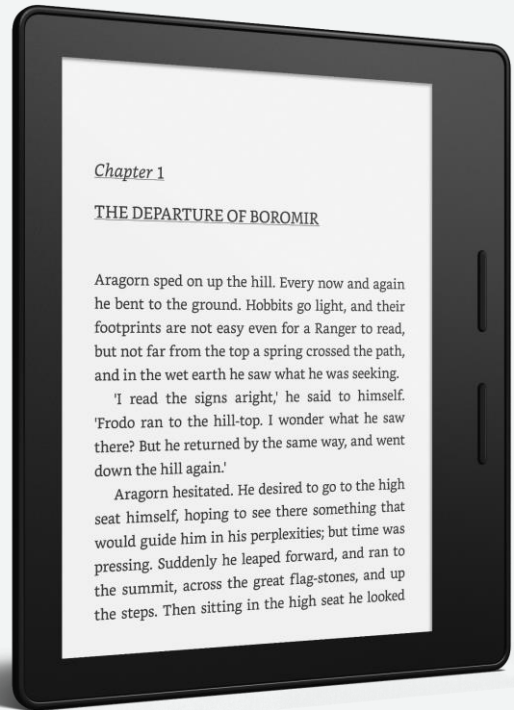 Chapter 1
THE DEPARTURE OF BOROMIR
Aragorn sped on up the hill. Every now and again
he bent to the ground. Hobbits go light, and their
footprints are not easy even for a Ranger to read,
but not far from the top a spring crossed the path,
and in the wet earth he saw what he was seeking.
'I read the signs aright,' he said to himself.
'Frodo ran to the hill-top. I wonder what he saw
there? But he returned by the same way, and went
down the hill again.'
Aragorn hesitated. He desired to go to the high
seat himself, hoping to see there something that
would guide him in his perplexities; but time was
pressing. Suddenly he leaped forward, and ran to
the summit, across the great flag-stones, and up
the steps. Then sitting in the high seat he looked